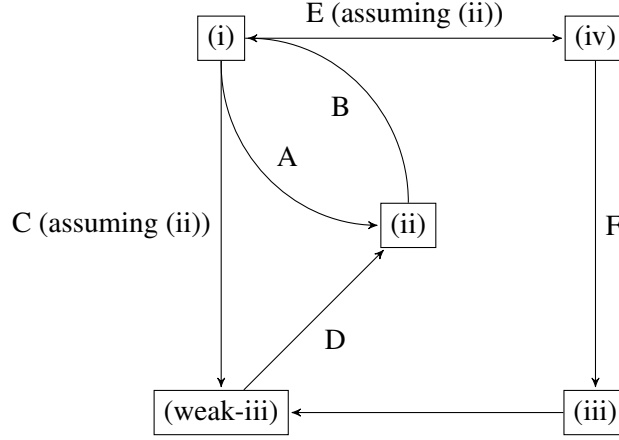 E (assuming (ii))
(i)
(iv)
B
A
C (assuming (ii))
(ii)
F
D
(weak-iii)
(iii)